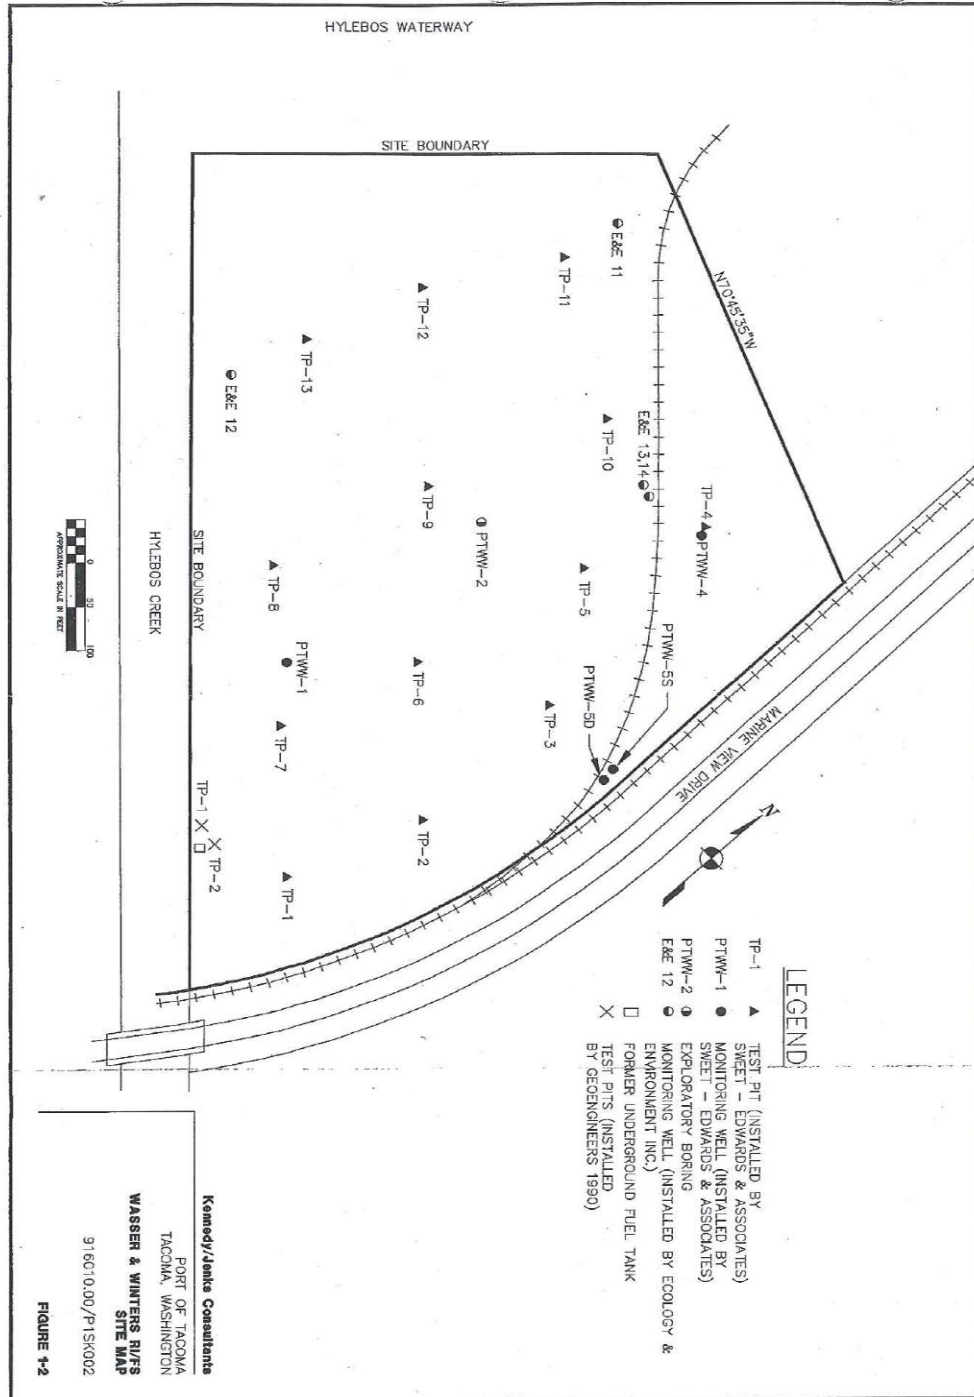 HYLEBOS WATERWAY
SITE BOUNDARY
N70°45'35"W
E&E 11
TP-11
TP-12
TP-13
E&E 12
TP-10
E&E 13,14
TP-9
PTWW-2
TP-4
PTWW-4
TP-5
TP-8
PTWW-1
TP-6
TP-3
PTWW-5S
PTWW-5D
TP-7
TP-2
TP-1
TP-1
TP-2
SITE BOUNDARY
HYLEBOS CREEK
MARINE VIEW DRIVE
N
0 50 100
APPROXIMATE SCALE IN FEET
LEGEND
TP-1 TEST PIT (INSTALLED BY
SWEET - EDWARDS & ASSOCIATES)
PTWW-1 MONITORING WELL (INSTALLED BY
SWEET - EDWARDS & ASSOCIATES)
PTWW-2 EXPLORATORY BORING
E&E 12 MONITORING WELL (INSTALLED BY ECOLOGY &
ENVIRONMENT INC.)
FORMER UNDERGROUND FUEL TANK
TEST PITS (INSTALLED
BY GEOENGINEERS 1990)
Kennedy/Jenks Consultants
PORT OF TACOMA
TACOMA, WASHINGTON
WASSER & WINTERS RI/FS
SITE MAP
916010.00/P1SK002
FIGURE 1-2